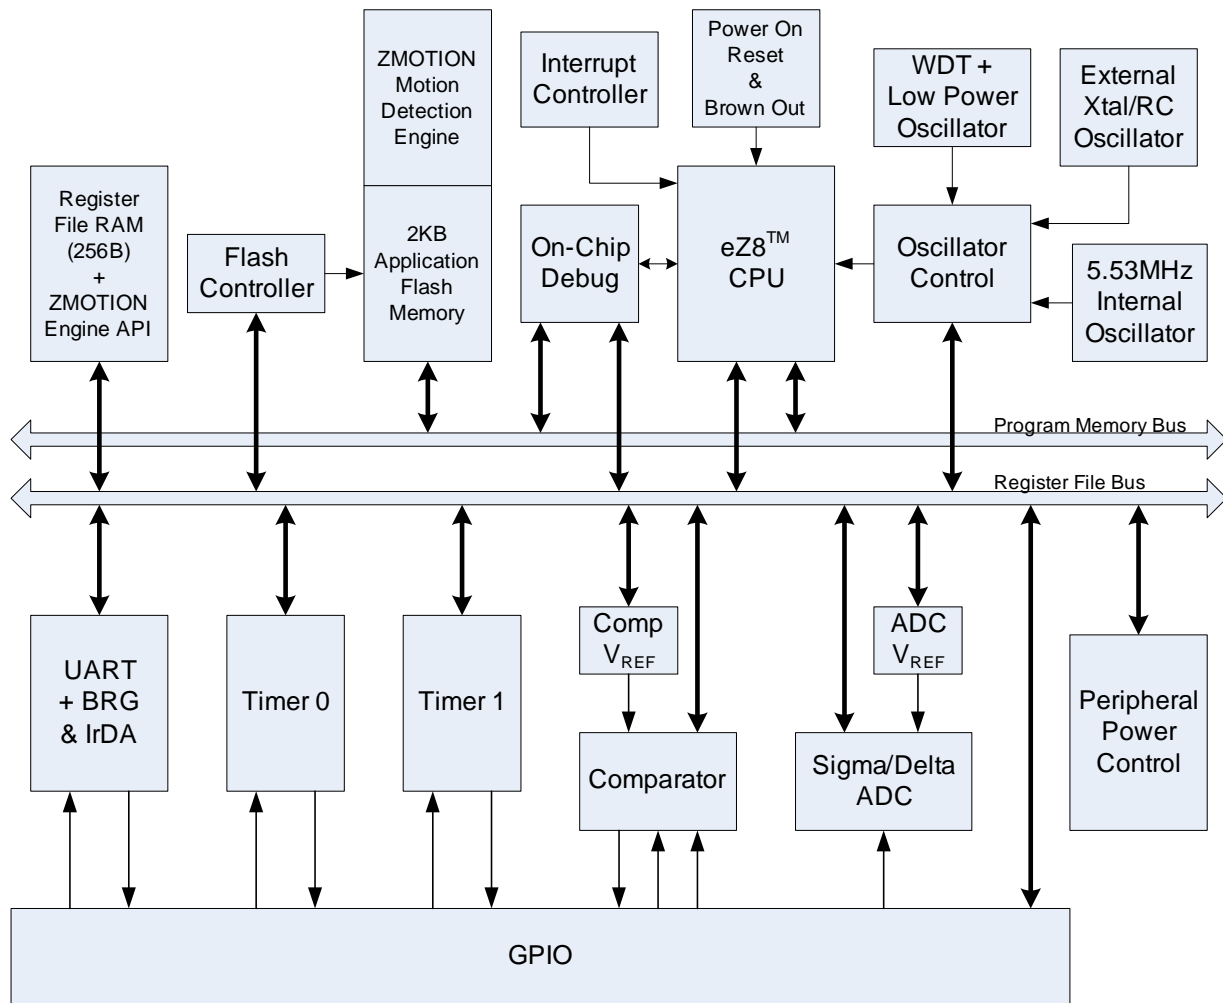 ZMOTION
Motion
Detection
Engine
Interrupt
Controller
Power On
Reset
&
Brown Out
WDT +
Low Power
Oscillator
External
Xtal/RC
Oscillator
Register
File RAM
(256B)
+
ZMOTION
Engine API
Flash
Controller
2KB
Application
Flash
Memory
On-Chip
Debug
eZ8™
CPU
Oscillator
Control
5.53MHz
Internal
Oscillator
Program Memory Bus
Register File Bus
UART
+ BRG
& IrDA
Timer 0
Timer 1
Comp
VREF
Comparator
ADC
VREF
Sigma/Delta
ADC
Peripheral
Power
Control
GPIO